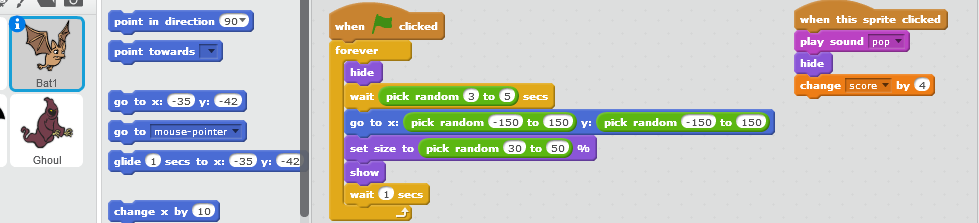 Bat1
Ghoul
point in direction 90
point towards
go to x: -35 y: -42
go to mouse-pointer
glide 1 secs to x: -35 y: -42
change x by 10
when clicked
forever
hide
wait pick random 3 to 5 secs
go to x: pick random -150 to 150 y: pick random -150 to 150
set size to pick random 30 to 50 %
show
wait 1 secs
when this sprite clicked
play sound pop
hide
change score by 4